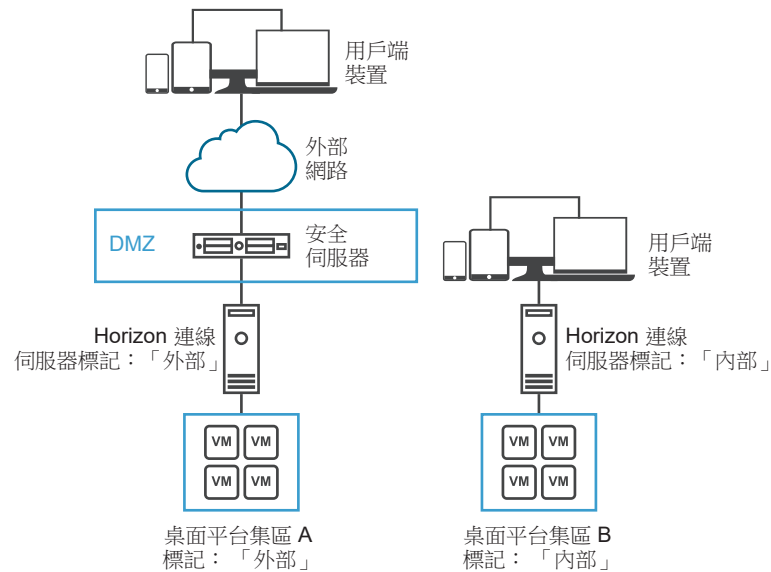 用戶端
裝置
外部
網路
DMZ
安全
伺服器
Horizon 連線
伺服器標記：「外部」
VM VM
VM VM
桌面平台集區 A
標記：「外部」
用戶端
裝置
Horizon 連線
伺服器標記：「內部」
VM VM
VM VM
桌面平台集區 B
標記：「內部」